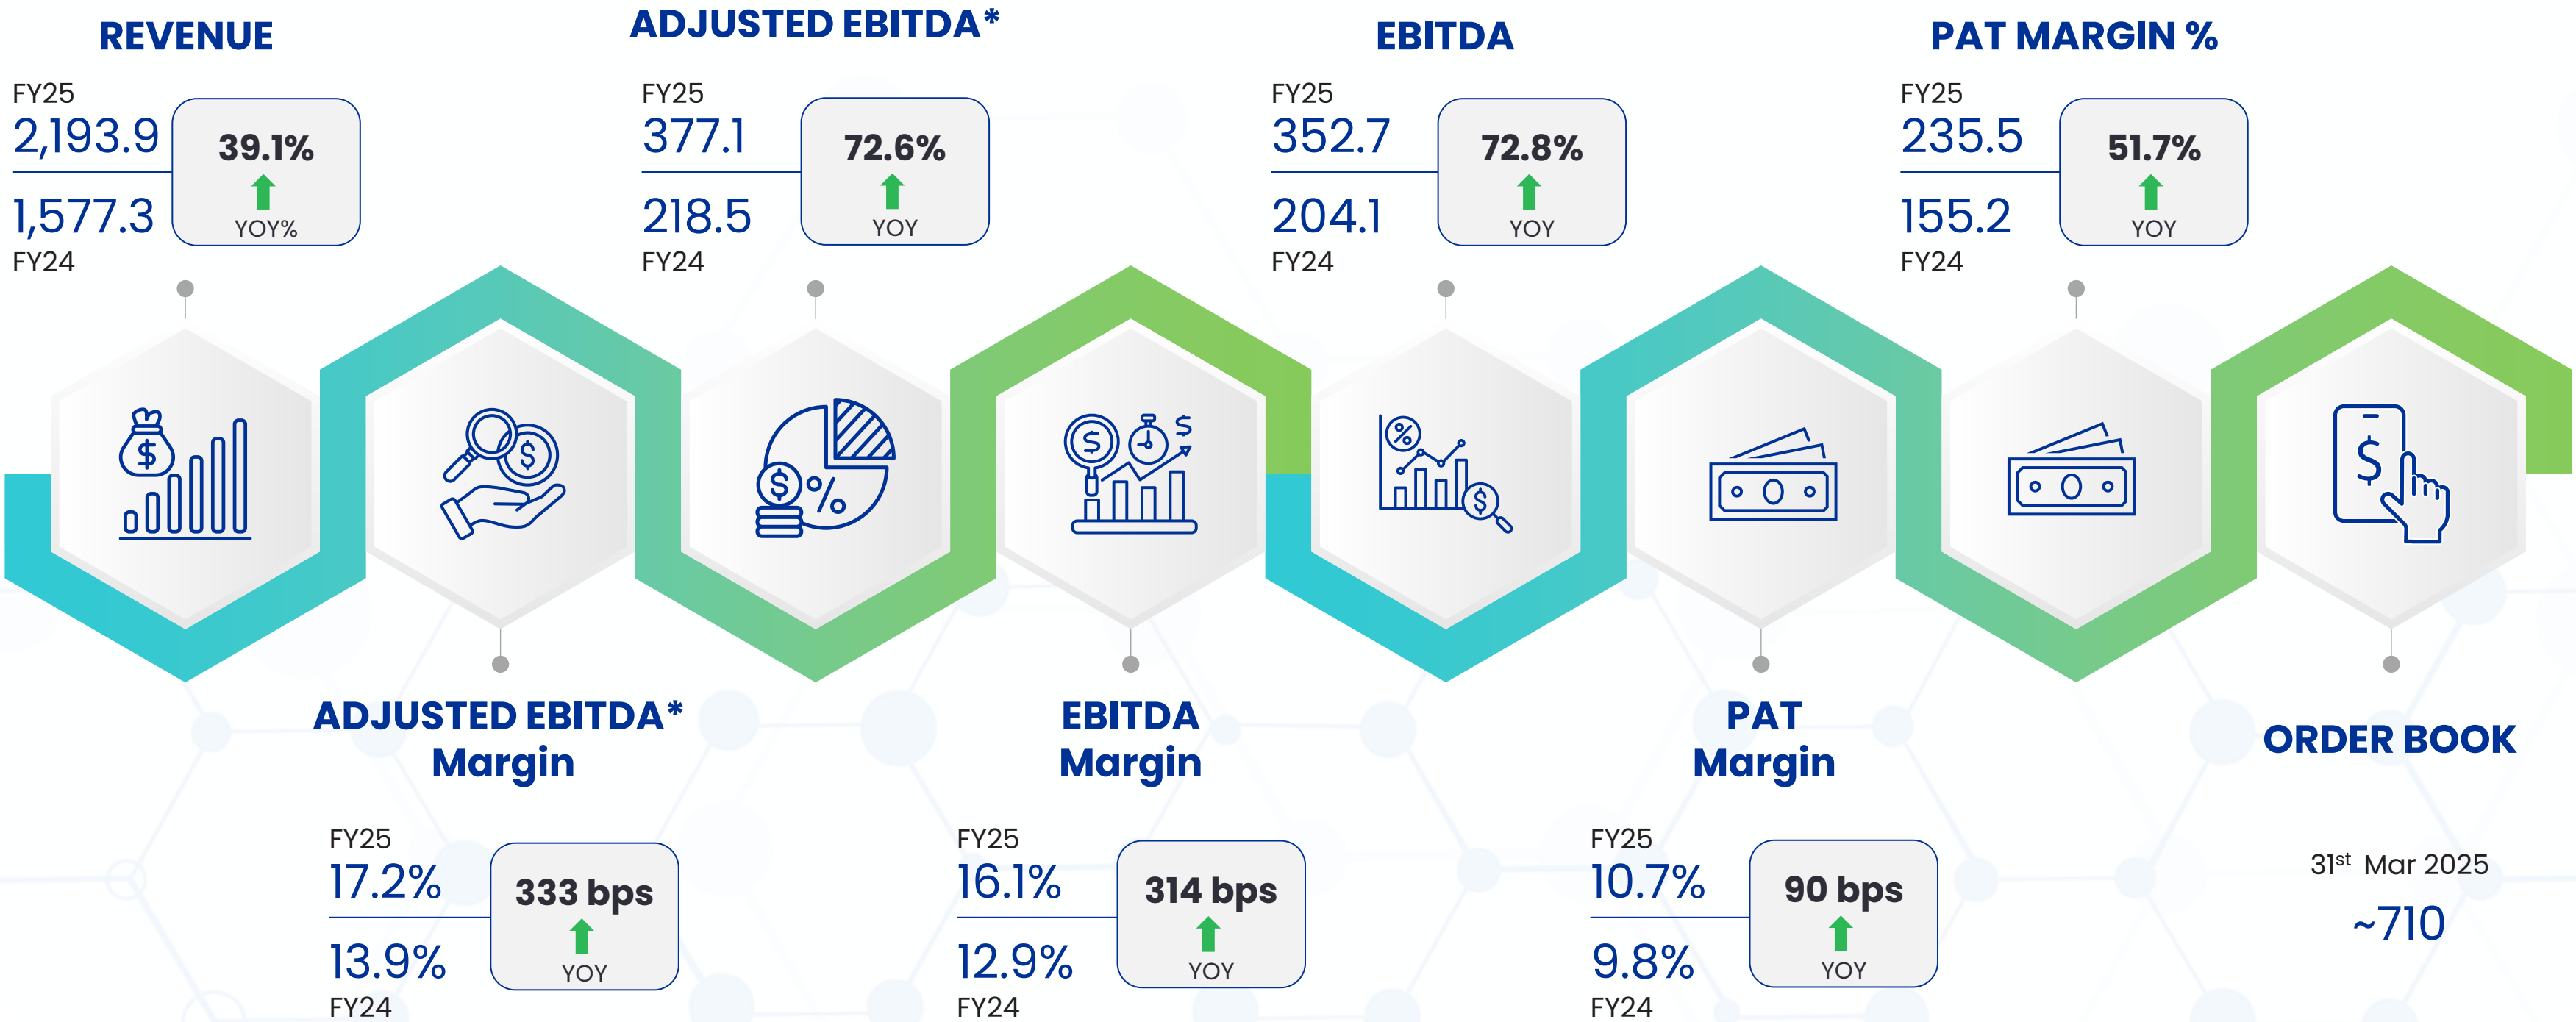 REVENUE
FY25
2,193.9
1,577.3
FY24
39.1%
YOY%
ADJUSTED EBITDA*
FY25
377.1
218.5
FY24
72.6%
YOY
EBITDA
FY25
352.7
204.1
FY24
72.8%
YOY
PAT MARGIN %
FY25
235.5
155.2
FY24
51.7%
YOY
$
$
$
%
$
$
%
$
$
ADJUSTED EBITDA*
Margin
FY25
17.2%
13.9%
FY24
333 bps
YOY
EBITDA
Margin
FY25
16.1%
12.9%
FY24
314 bps
YOY
PAT
Margin
FY25
10.7%
9.8%
FY24
90 bps
YOY
ORDER BOOK
31st Mar 2025
~710